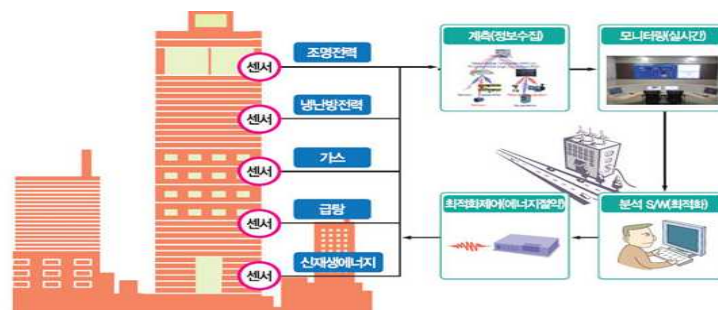 센서
조명전력
센서
냉난방전력
센서
가스
센서
급탕
센서
신재생에너지
계측(정보수집)
모니터링(실시간)
최적화제어(에너지절약)
분석 S/W(최적화)